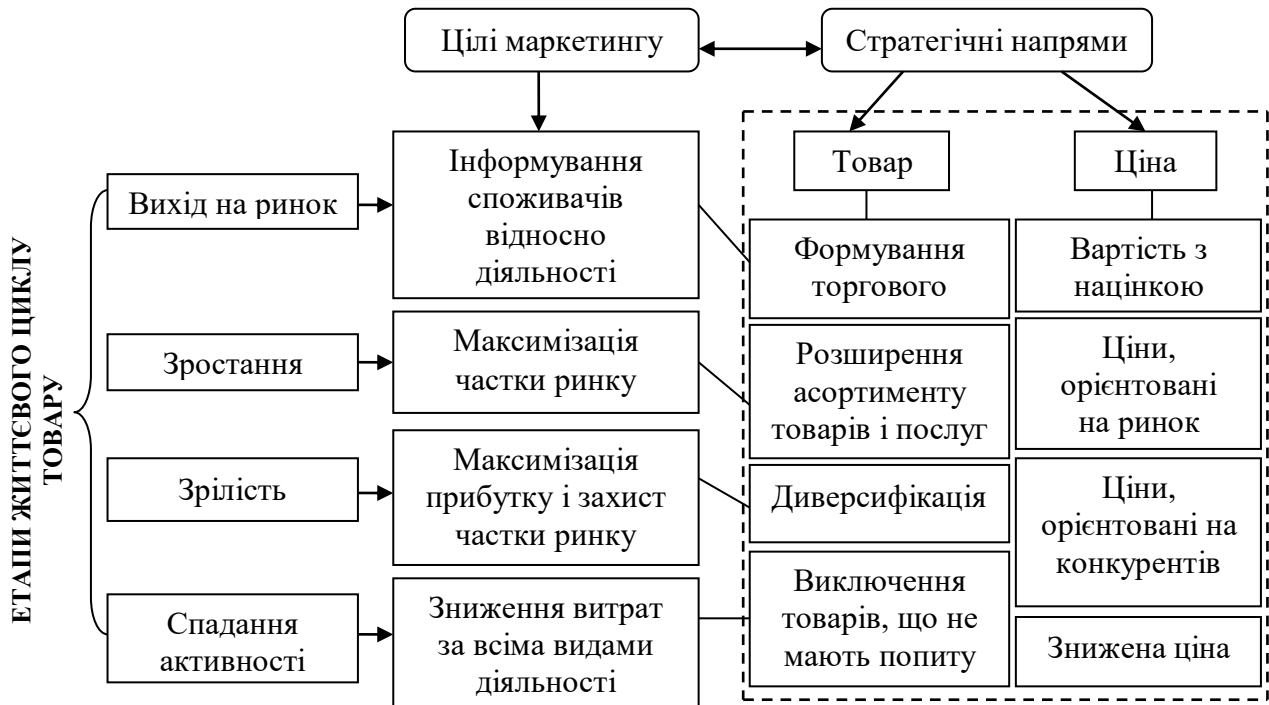 Цілі маркетингу
Стратегічні напрями
ЕТАПИ ЖИТТЄВОГО ЦИКЛУ
ТОВАРУ
Вихід на ринок
Інформування
споживачів
відносно
діяльності
Товар
Ціна
Формування
торгового
Вартість з
націнкою
Зростання
Максимізація
частки ринку
Розширення
асортименту
товарів і послуг
Ціни,
орієнтовані
на ринок
Зрілість
Максимізація
прибутку і захист
частки ринку
Диверсифікація
Ціни,
орієнтовані на
конкурентів
Спадання
активності
Зниження витрат
за всіма видами
діяльності
Виключення
товарів, що не
мають попиту
Знижена ціна